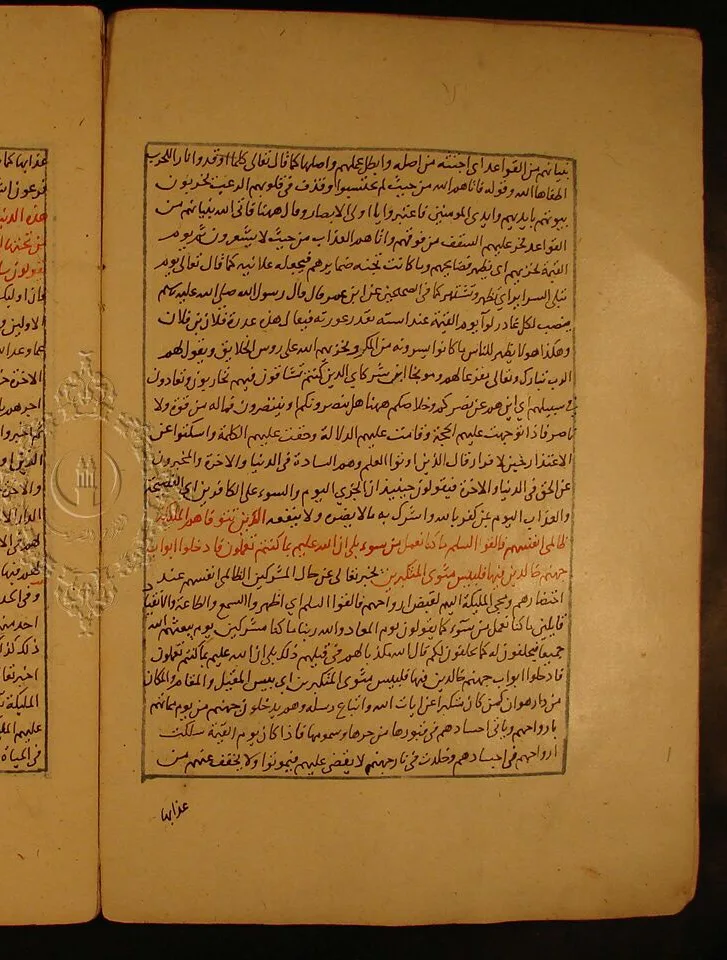 بنيانهم من القواعد اي اجتثه من اصله وابطل عملهم واصلها كما قال تعالى كلما اوقدوا نارا للحرب
اطفاها الله وقوله فاتاهم الله من حيث لم يحتسبوا وقذف في قلوبهم الرعب يخربون
بيوتهم بايديهم وايدي المومنين فاعتبروا يا اولي الابصار وقال ههنا فاتى الله بنيانهم من
القواعد فخر عليهم السقف من فوقهم واتاهم العذاب من حيث لا يشعرون ثم يوم
القيمة يخزيهم اي يظهر فضايحهم وما كانت تجنه ضمايرهم فيجعله علانيه كما قال تعالى يوم
تبلى السراير اي تظهر وتشتهر كما في الصحيحين عن ابن عمر قال قال رسول الله صلى الله عليه سلم
ينصب لكل غادر لوا يوم القيمة عند استه بقدر غدرته فيقال هذه غدرة فلان بن فلان
وهكذا هولا يظهر للناس ما كانوا يسرونه من المكر ويخزيهم الله على روس الخلايق ويقول لهم
الرب تبارك وتعالى مقرعا لهم وموبخا اين شركاي الذين كنتم تشاقون فيهم تحاربون وتعادون
في سبيلهم اي اين هم عن نصركم وخلاصكم ههنا هل ينصرونكم او ينتصرون فما له من قوة ولا
ناصر فاذا توجهت عليهم الحجة وقامت عليهم الدلالة وحقت عليهم الكلمة واسكتوا عن
الاعتذار حين لا فرار قال الذين اوتوا العلم وهم السادة في الدنيا والاخرة والمخبرون
عن الحق في الدنيا والاخرة فيقولون حينيذ ان الخزي اليوم والسوء على الكافرين اي الفضيحة
والعذاب اليوم عن كفر بالله واشرك به ما لا يضره ولا ينفعه الذين تتوفاهم المليكة
ظالمي انفسهم فالقوا السلم ما كنا نعمل من سوء بلى ان الله عليم بما كنتم تعملون فادخلوا ابواب
جهنم خالدين فيها فلبيس مثوى المتكبرين يخبر تعالى عن حال المشركين الظالمي انفسهم عند
احتضارهم ومجي المليكة اليهم لقبض ارواحهم فالقوا السلم اي اظهروا السمع والطاعة والانقياد
قايلين ما كنا نعمل من سوء كما يقولون يوم المعاد والله ربنا ما كنا مشركين يوم يبعثهم الله
جميعا فيحلفون له كما يحلفون لكم قال الله مكذبا لهم في قيلهم ذلك بلى ان الله عليم بما كنتم تعملون
فادخلوا ابواب جهنم خالدين فيها فلبيس مثوى المتكبرين اي بيس المقيل والمقام والمكان
من دار هوان لمن كان متكبرا عن ايات الله واتباع رسله وهم يدخلون جهنم من يوم مماتهم
بارواحهم وياتي اجسادهم في قبورها من حرها وسمومها فاذا كان يوم القيمة سلكت
ارواحهم في اجسادهم وخلدت في نار جهنم لا يقضى عليهم فيموتوا ولا يخفف عنهم من
عذابها